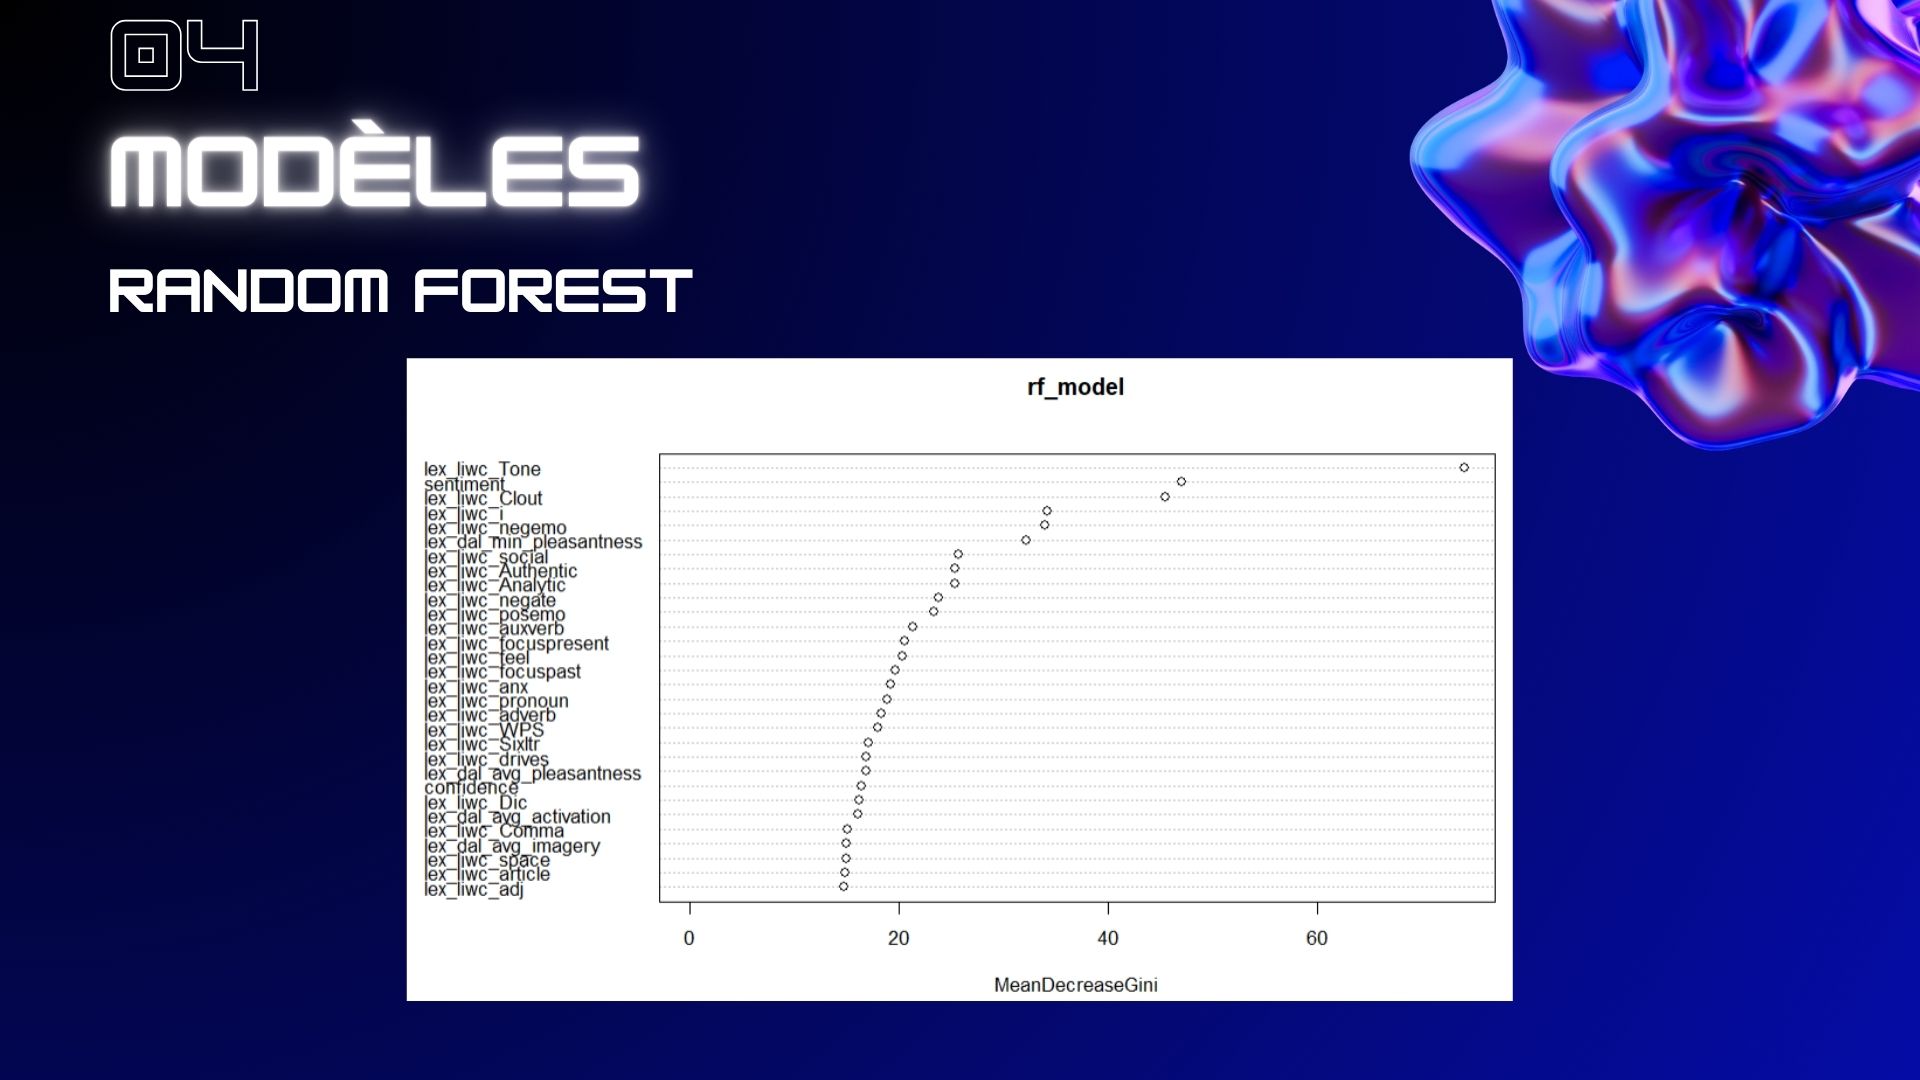 04
MODÈLES
RANDOM FOREST
rf_model
lex_liwc_Tone
sentiment
lex_liwc_Clout
lex_liwc_i
lex_liwc_negemo
lex_dal_min_pleasantness
lex_liwc_social
lex_liwc_Authentic
lex_liwc_Analytic
lex_liwc_negate
lex_liwc_posemo
lex_liwc_auxverb
lex_liwc_focuspresent
lex_liwc_feel
lex_liwc_focuspast
lex_liwc_anx
lex_liwc_pronoun
lex_liwc_adverb
lex_liwc_WPS
lex_liwc_Sixltr
lex_liwc_drives
lex_dal_avg_pleasantness
confidence
lex_liwc_Dic
lex_dal_avg_activation
lex_liwc_Comma
lex_dal_avg_imagery
lex_liwc_space
lex_liwc_article
lex_liwc_adj
0 20 40 60
MeanDecreaseGini